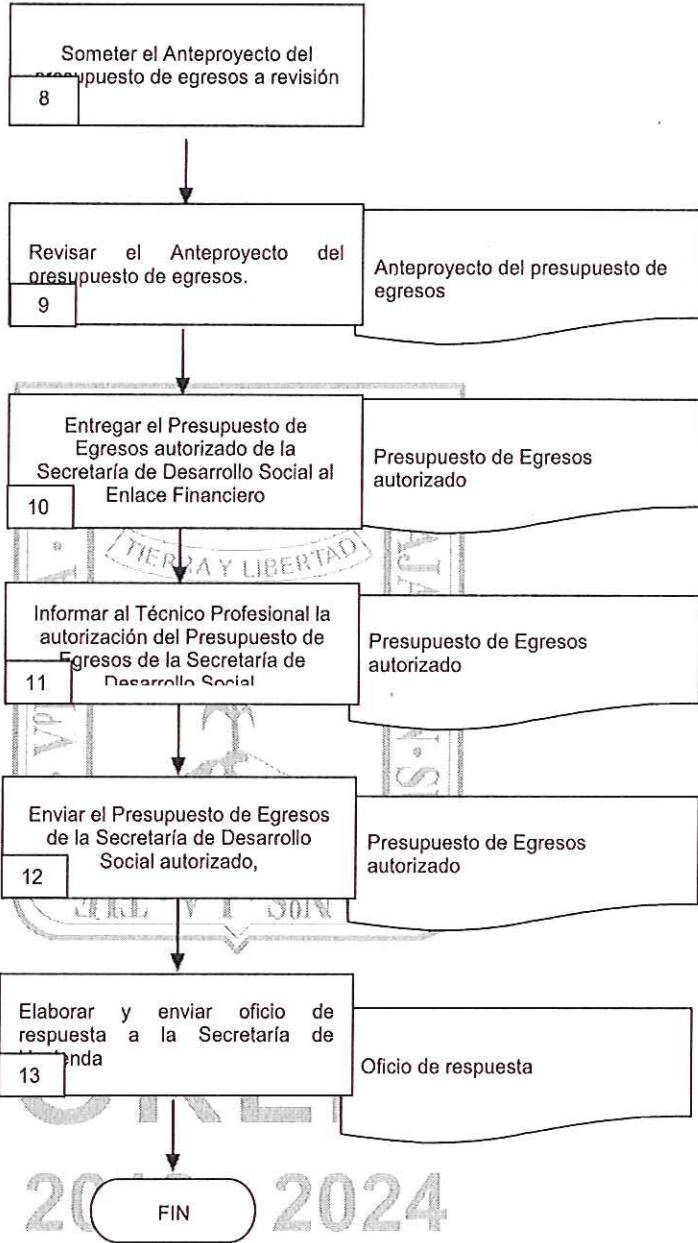 Someter el Anteproyecto del
presupuesto de egresos a revisión
8
Revisar el Anteproyecto del
presupuesto de egresos.
9
Anteproyecto del presupuesto de
egresos
Entregar el Presupuesto de
Egresos autorizado de la
Secretaría de Desarrollo Social al
Enlace Financiero
10
Presupuesto de Egresos
autorizado
TIERRA Y LIBERTAD
Informar al Técnico Profesional la
autorización del Presupuesto de
Egresos de la Secretaría de
Desarrollo Social
11
Presupuesto de Egresos
autorizado
Enviar el Presupuesto de Egresos
de la Secretaría de Desarrollo
Social autorizado,
12
Presupuesto de Egresos
autorizado
Elaborar y enviar oficio de
respuesta a la Secretaría de
13
Oficio de respuesta
FIN
2024